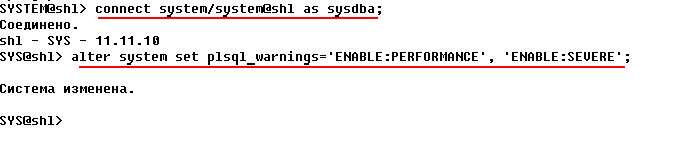 SYSTEM@shl> connect system/system@shl as sysdba;
Соединено.
shl - SYS - 11.11.10
SYS@shl> alter system set plsql_warnings='ENABLE:PERFORMANCE', 'ENABLE:SEVERE';
Система изменена.
SYS@shl>